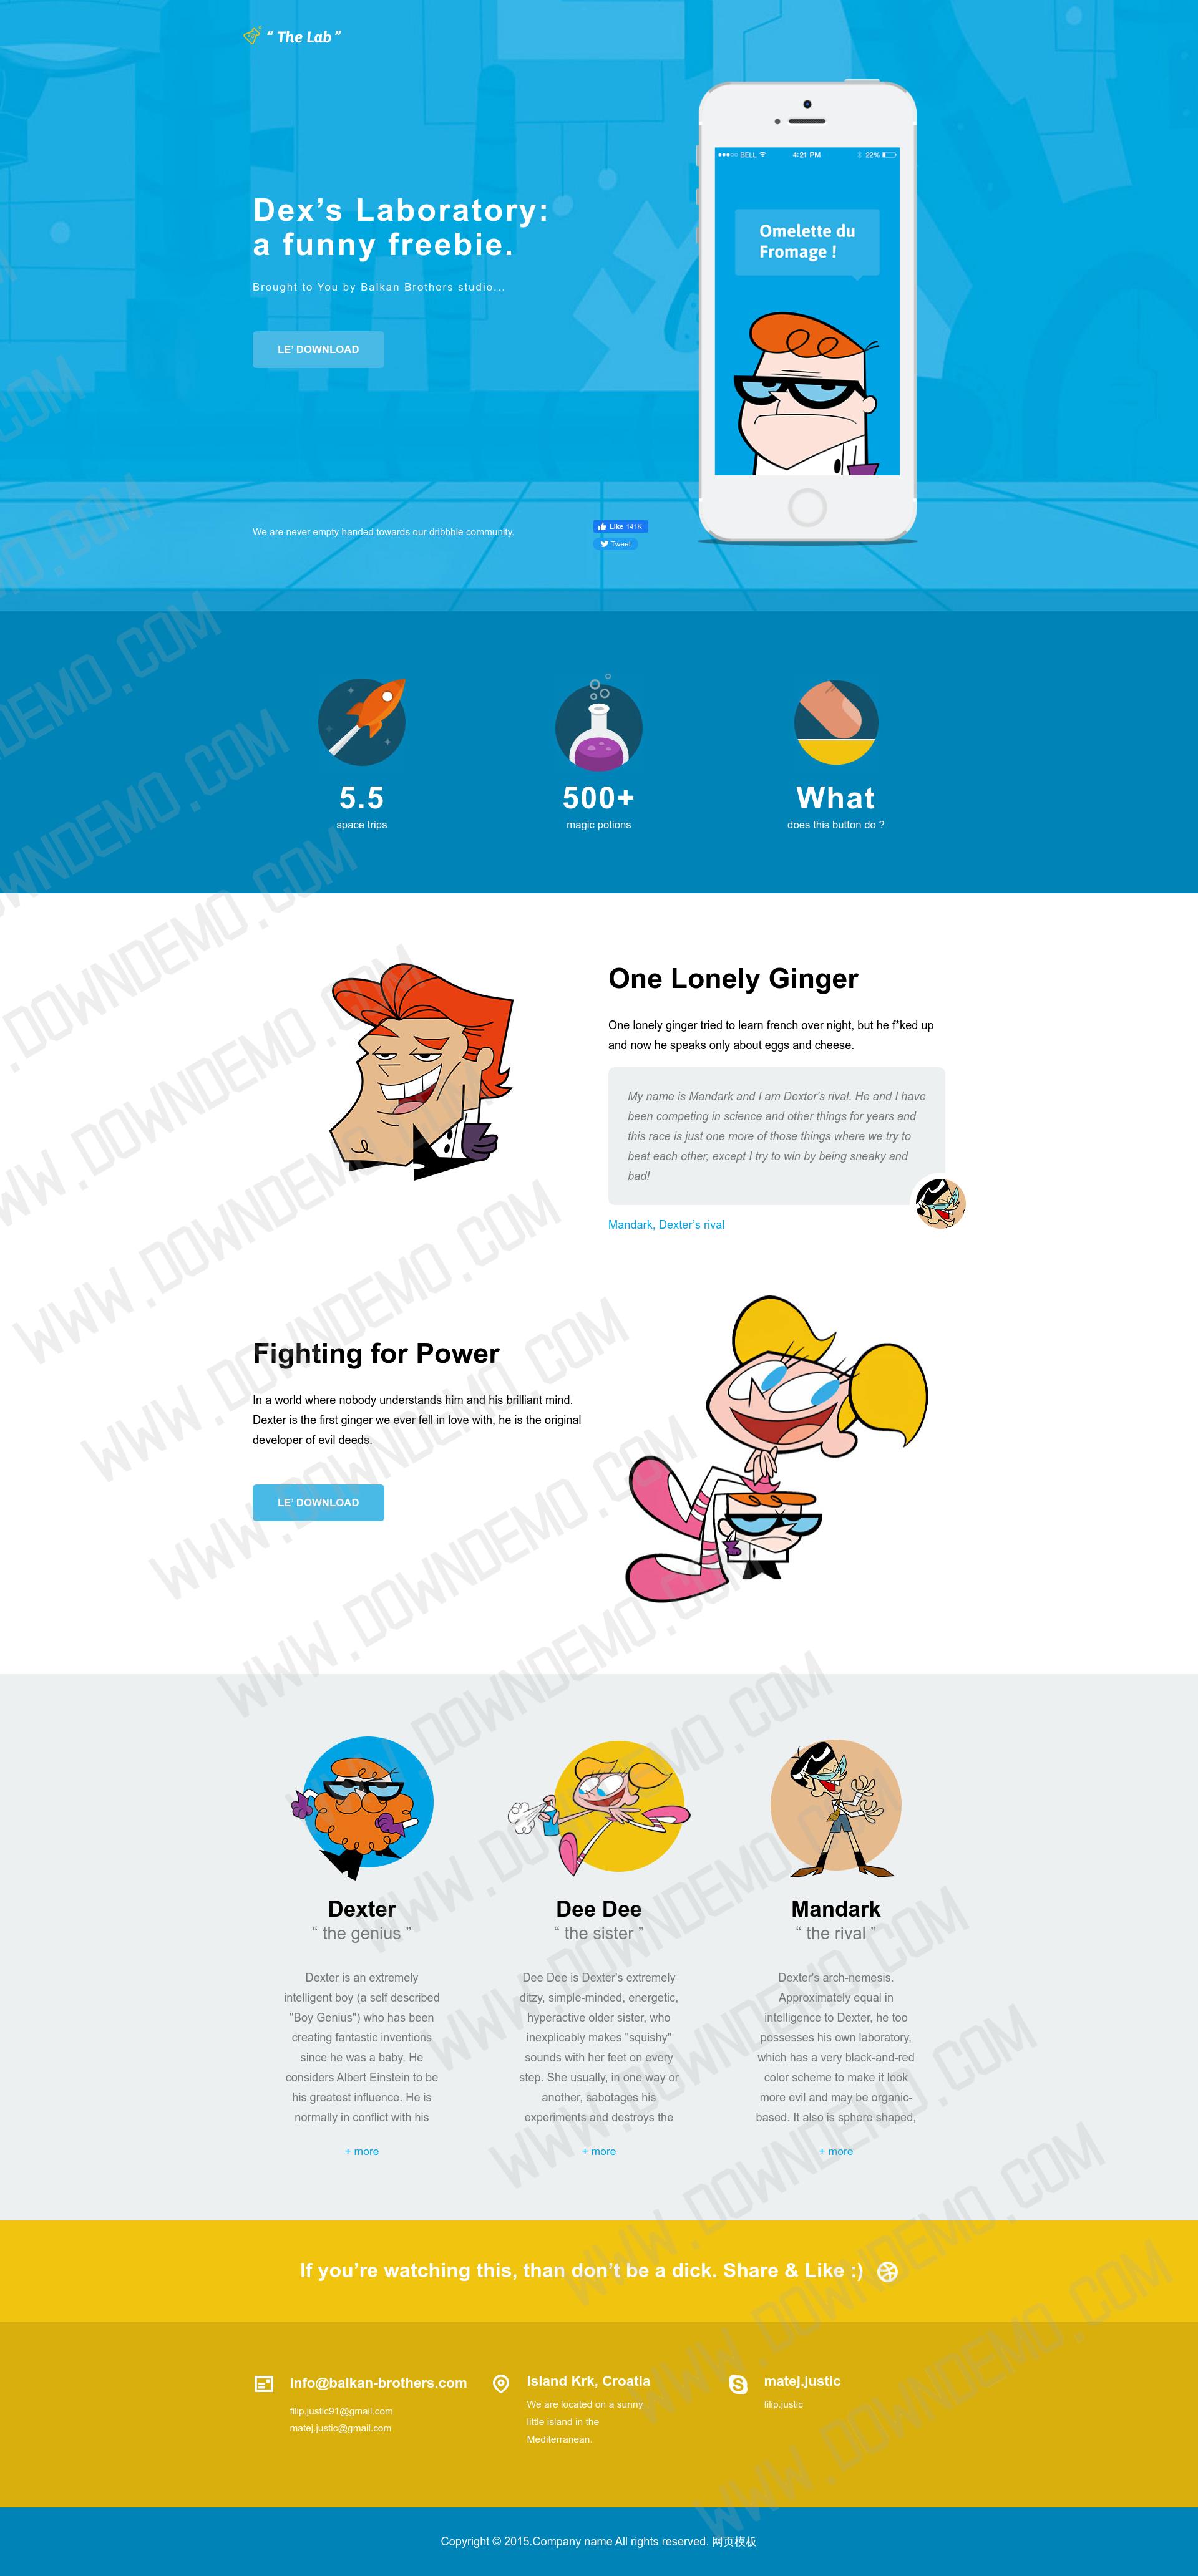 “ The Lab ”
●●●○○ BELL 4:21 PM 22%
Omelette du
Fromage !
Dex’s Laboratory:
a funny freebie.
Brought to You by Balkan Brothers studio...
LE' DOWNLOAD
We are never empty handed towards our dribbble community.
Like 141K
Tweet
5.5
space trips
500+
magic potions
What
does this button do ?
One Lonely Ginger
One lonely ginger tried to learn french over night, but he f*ked up
and now he speaks only about eggs and cheese.
My name is Mandark and I am Dexter’s rival. He and I have
been competing in science and other things for years and
this race is just one more of those things where we try to
beat each other, except I try to win by being sneaky and
bad!
Mandark, Dexter’s rival
Fighting for Power
In a world where nobody understands him and his brilliant mind.
Dexter is the first ginger we ever fell in love with, he is the original
developer of evil deeds.
LE' DOWNLOAD
Dexter
“ the genius ”
Dexter is an extremely
intelligent boy (a self described
"Boy Genius") who has been
creating fantastic inventions
since he was a baby. He
considers Albert Einstein to be
his greatest influence. He is
normally in conflict with his
+ more
Dee Dee
“ the sister ”
Dee Dee is Dexter's extremely
ditzy, simple-minded, energetic,
hyperactive older sister, who
inexplicably makes "squishy"
sounds with her feet on every
step. She usually, in one way or
another, sabotages his
experiments and destroys the
+ more
Mandark
“ the rival ”
Dexter's arch-nemesis.
Approximately equal in
intelligence to Dexter, he too
possesses his own laboratory,
which has a very black-and-red
color scheme to make it look
more evil and may be organic-
based. It also is sphere shaped,
+ more
If you’re watching this, than don’t be a dick. Share & Like :)
info@balkan-brothers.com
filip.justic91@gmail.com
matej.justic@gmail.com
Island Krk, Croatia
We are located on a sunny
little island in the
Mediterranean.
matej.justic
filip.justic
Copyright © 2015.Company name All rights reserved. 网页模板
WWW.DOWNDEMO.COM